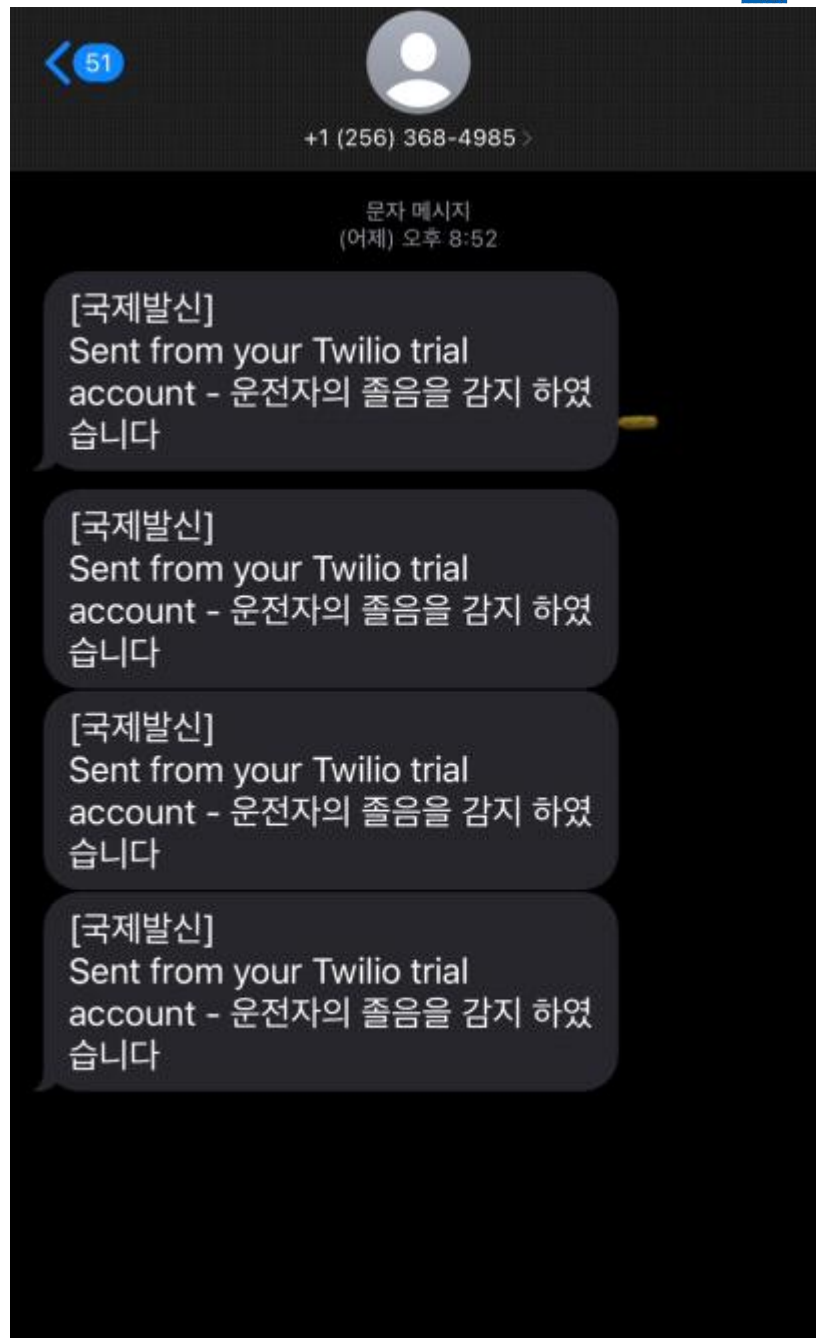 51
+1 (256) 368-4985
문자 메시지
(어제) 오후 8:52
[국제발신]
Sent from your Twilio trial
account - 운전자의 졸음을 감지 하였
습니다
[국제발신]
Sent from your Twilio trial
account - 운전자의 졸음을 감지 하였
습니다
[국제발신]
Sent from your Twilio trial
account - 운전자의 졸음을 감지 하였
습니다
[국제발신]
Sent from your Twilio trial
account - 운전자의 졸음을 감지 하였
습니다